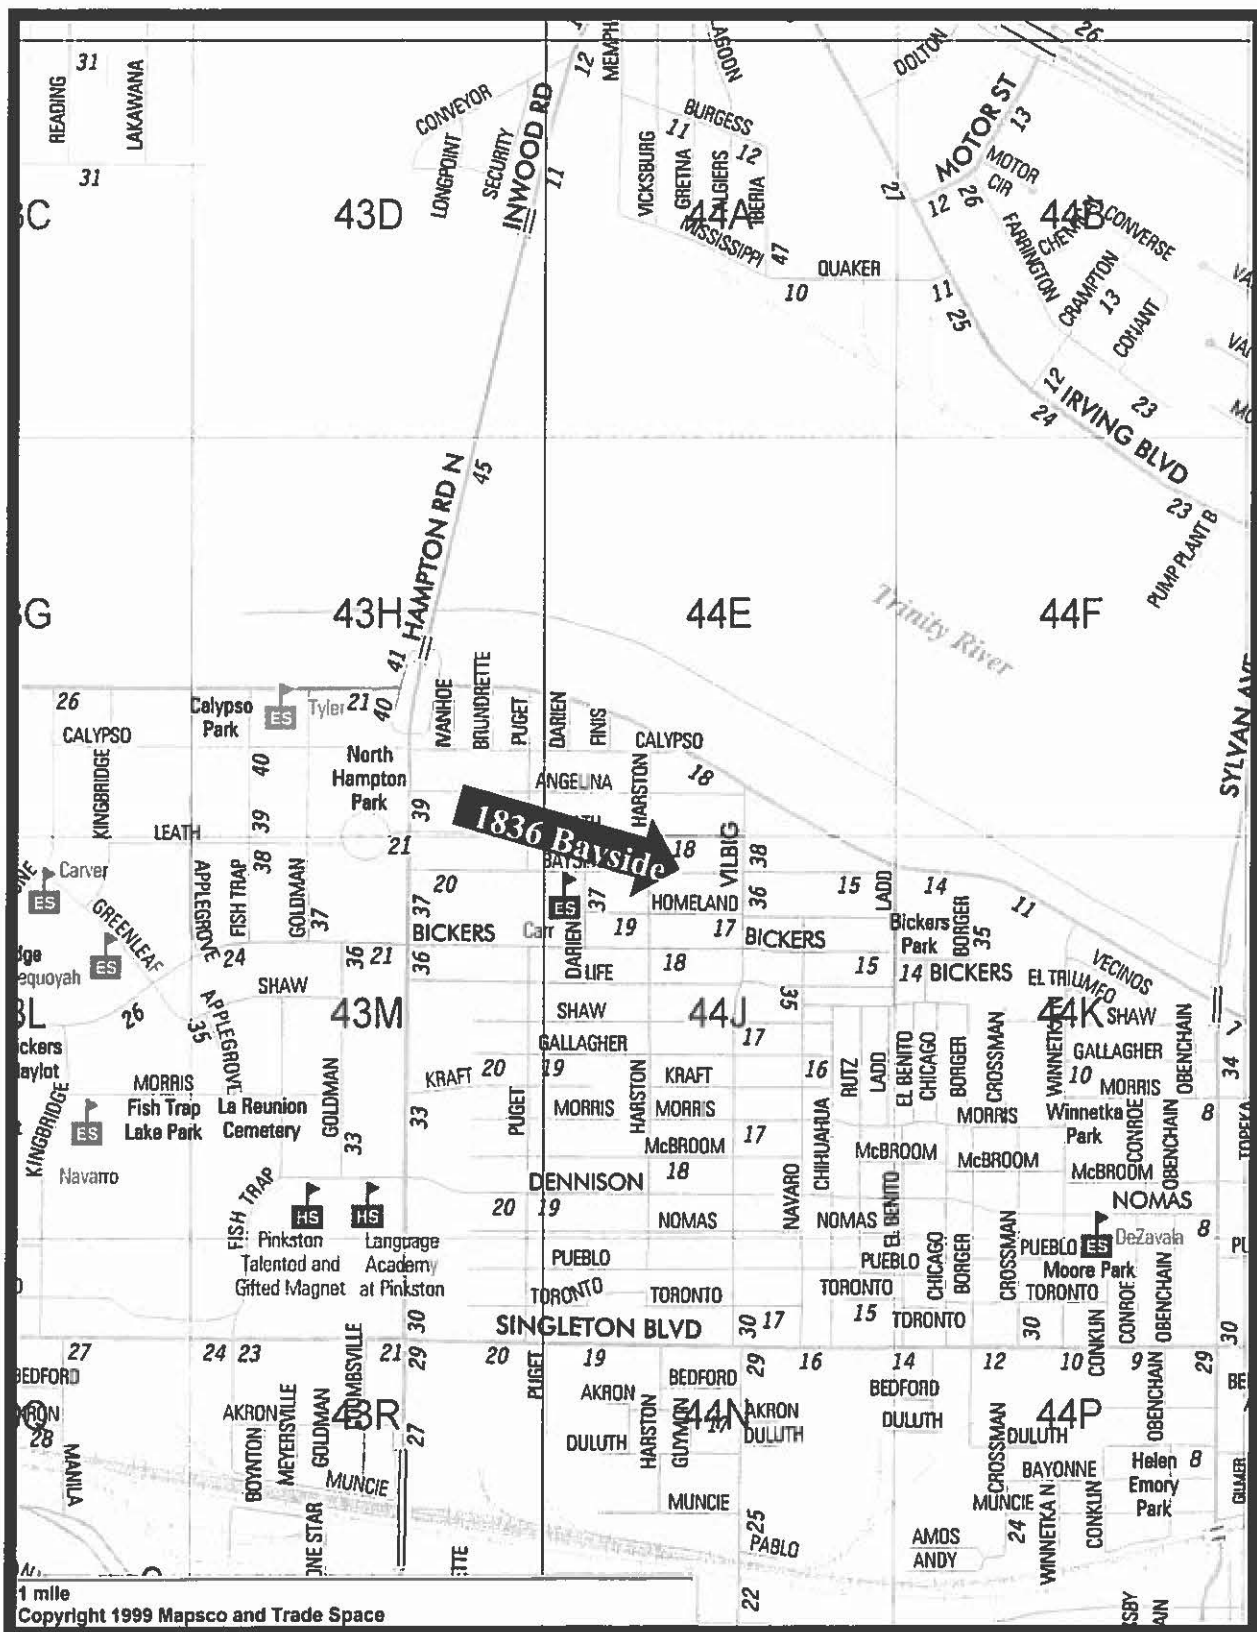 31
READING
LAKAWANA
31
CONVEYOR
LONGPOINT
SECURITY
INWOOD RD
11
12
BURGESS
11
12
VICKSBURG
GRETNA
ALGIERS
IBERIA
MISSISSIPPI
47
10
QUAKER
11
25
DOLTON
26
MOTOR ST
13
MOTOR
CIR
27
12
26
FARRINGTON
CONVERSE
CRAMPTON
13
CONANT
12
24
IRVING BLVD
23
23
PUMP PLANT B
43D
44A
44B
43H
44E
44F
HAMPTON RD N
45
41
40
Trinity River
SYLVAN AVE
26
CALYPSO
KINGBRIDGE
Calypso
Park
ES
Tyler
21
IVANHOE
BRUNDRETTE
PUGET
DARIEN
FINIS
CALYPSO
18
40
North
Hampton
Park
39
ANGELINA
HARSTON
1836 Bayside
LEATH
39
38
21
18
VILBIG
38
Carver
ES
GREENLEAF
ES
APPLEGROVE
FISH TRAP
GOLDMAN
37
20
37
ES
Carr
37
HOMELAND
36
15
LADD
14
11
BICKERS
DARIEN
19
17
BICKERS
Bickers
Park
BORGER
35
24
36
21
36
LIFE
18
15
14
BICKERS
EL TRIUMFO
VECINOS
SHAW
26
35
APPLEGROVE
43M
SHAW
44J
35
44K
SHAW
7
GALLAGHER
17
GALLAGHER
34
KRAFT
20
19
KRAFT
16
RUTZ
LADD
EL BENITO
CHICAGO
BORGER
CROSSMAN
WINNETKA
10
MORRIS
OBENCHAIN
MORRIS
Fish Trap
Lake Park
La Reunion
Cemetery
GOLDMAN
33
33
PUGET
MORRIS
HARSTON
MORRIS
MORRIS
Winnetka
Park
CONROE
OBENCHAIN
8
TOPEKA
KINGBRIDGE
ES
Navarro
McBROOM
17
CHIHUAHUA
McBROOM
McBROOM
McBROOM
DENNISON
18
NAVARO
NOMAS
FISH TRAP
HS
HS
20
19
NOMAS
NOMAS
EL BENITO
ES
DeZavala
8
Pinkston
Talented and
Gifted Magnet
Language
Academy
at Pinkston
PUEBLO
PUEBLO
CHICAGO
BORGER
CROSSMAN
PUEBLO
Moore Park
TORONTO
TORONTO
TORONTO
TORONTO
CONROE
OBENCHAIN
30
SINGLETON BLVD
30
17
15
TORONTO
30
CONKLIN
30
27
24
23
21
29
20
PUGET
19
29
16
14
12
10
9
29
BEDFORD
BEDFORD
BEDFORD
AKRON
43R
AKRON
44N
AKRON
44P
28
MANILA
BOYNTON
MEYERSVILLE
GOLDMAN
27
DULUTH
HARSTON
GUYMON
17
DULUTH
DULUTH
CROSSMAN
DULUTH
OBENCHAIN
MUNCIE
MUNCIE
BAYONNE
MUNCIE
Helen
Emory
Park
8
GILMER
25
PABLO
AMOS
ANDY
24
WINNETKA N
CONKLIN
22
1 mile
Copyright 1999 Mapsco and Trade Space